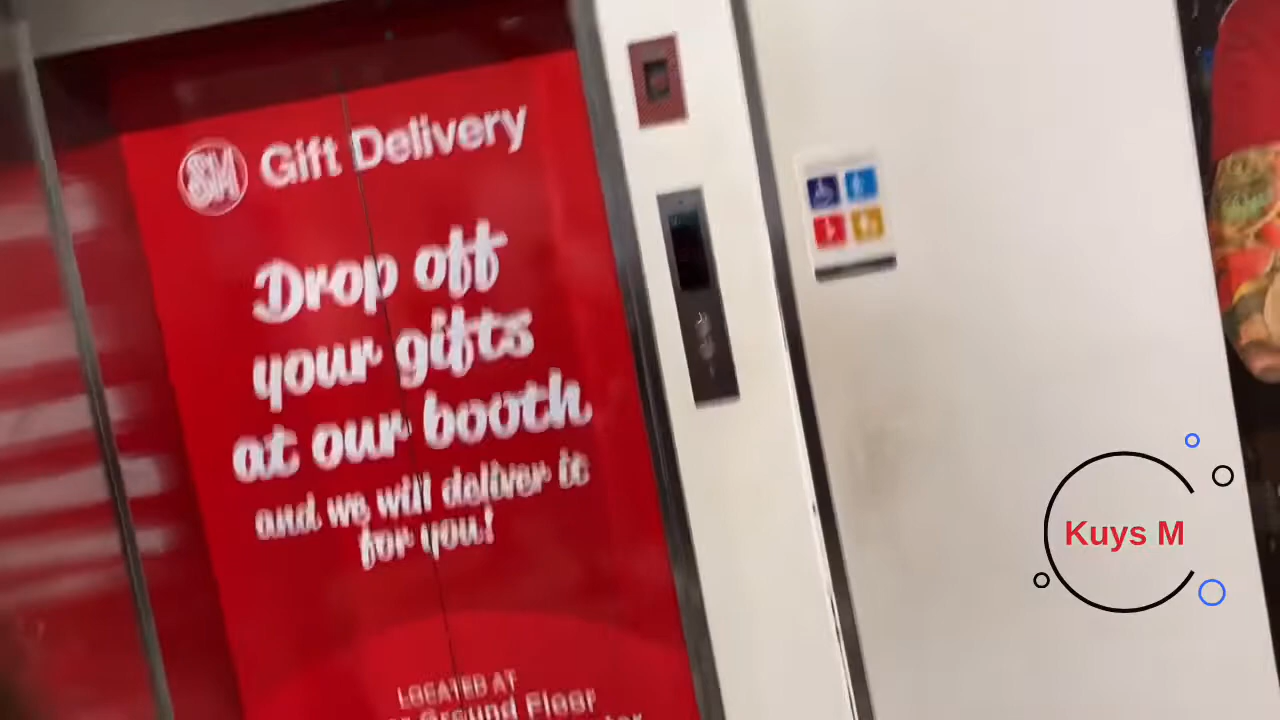 SM Gift Delivery
Drop off
your gifts
at our booth
and we will deliver it
for you!
LOCATED AT
Ground Floor
Kuys M